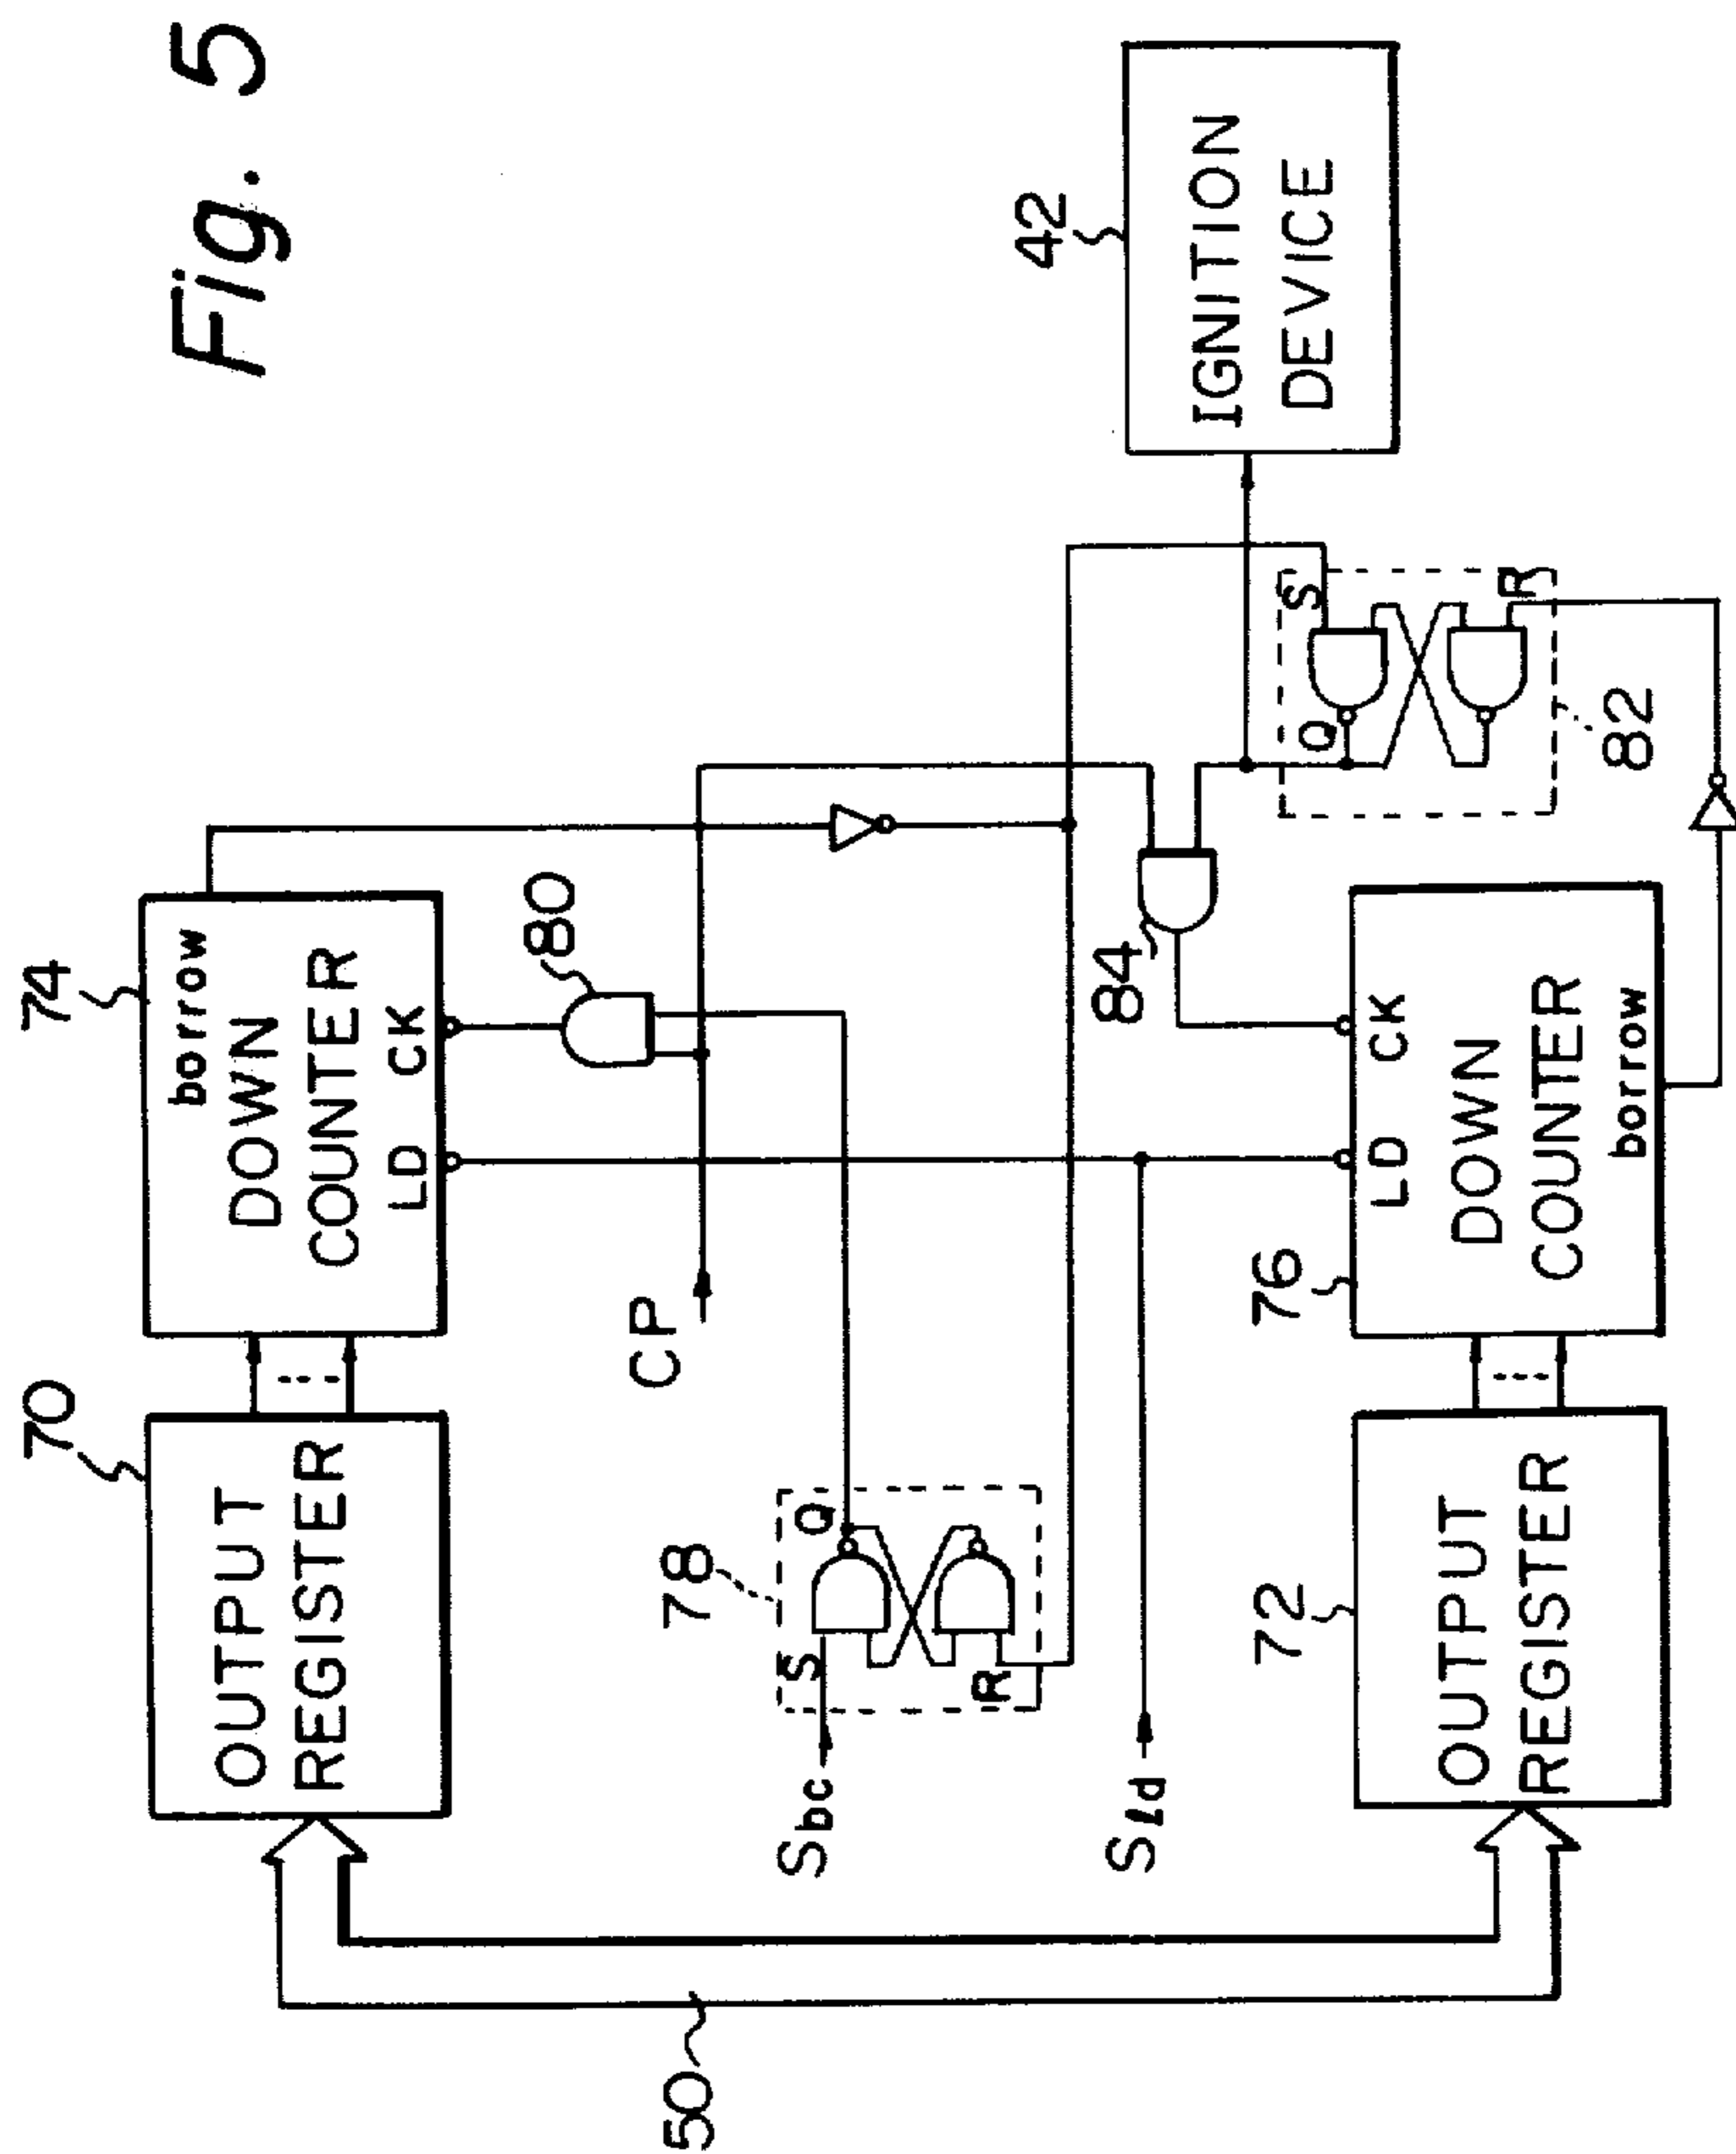 Fig. 5
70
OUTPUT
REGISTER
74
borrow
DOWN
COUNTER
LD CK
80
CP
78
S
Q
R
Sbc
Sld
50
84
42
IGNITION
DEVICE
S
Q
R
82
72
OUTPUT
REGISTER
76
LD CK
DOWN
COUNTER
borrow